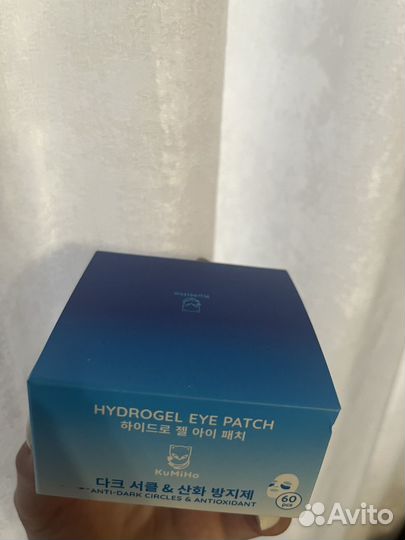 KuMiHo
HYDROGEL EYE PATCH
하이드로 젤 아이 패치
KuMiHo
다크 서클 & 산화 방지제
ANTI-DARK CIRCLES & ANTIOXIDANT
60
pcs
Avito